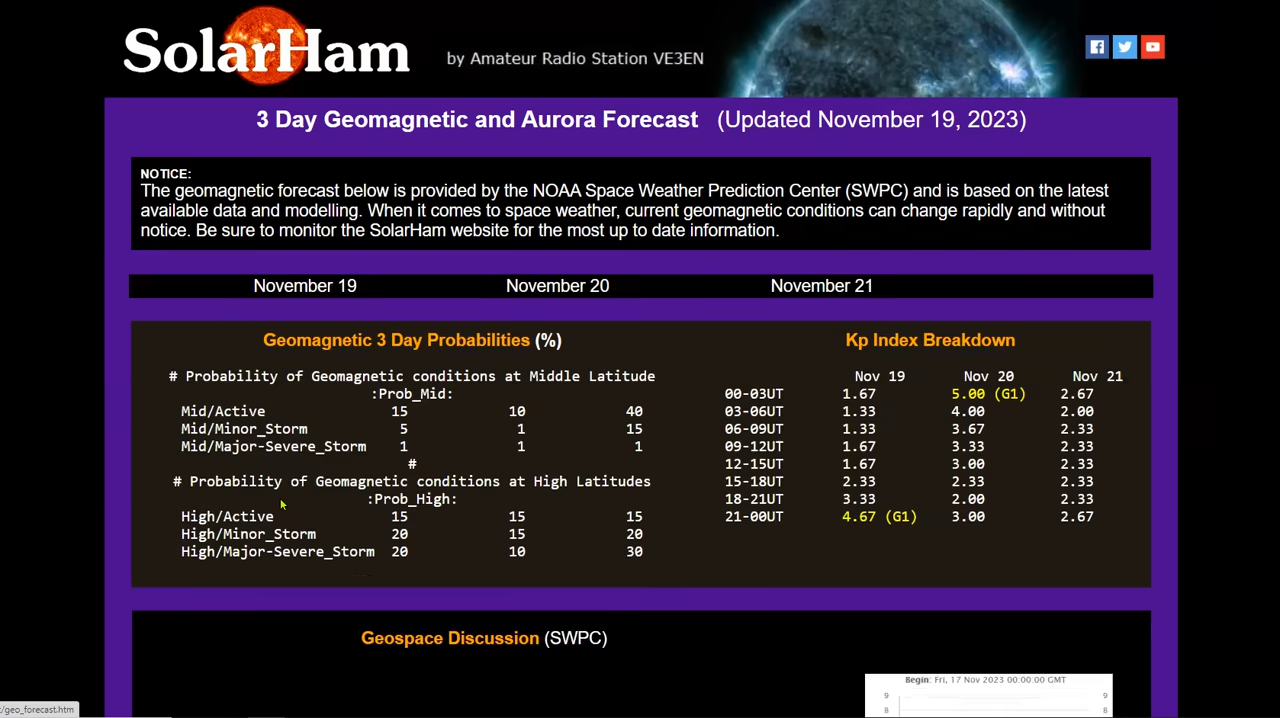 SolarHam by Amateur Radio Station VE3EN
3 Day Geomagnetic and Aurora Forecast (Updated November 19, 2023)
NOTICE:
The geomagnetic forecast below is provided by the NOAA Space Weather Prediction Center (SWPC) and is based on the latest
available data and modelling. When it comes to space weather, current geomagnetic conditions can change rapidly and without
notice. Be sure to monitor the SolarHam website for the most up to date information.
November 19 November 20 November 21
Geomagnetic 3 Day Probabilities (%)
# Probability of Geomagnetic conditions at Middle Latitude
:Prob_Mid:
Mid/Active 15 10 40
Mid/Minor_Storm 5 1 15
Mid/Major-Severe_Storm 1 1 1
#
# Probability of Geomagnetic conditions at High Latitudes
:Prob_High:
High/Active 15 15 15
High/Minor_Storm 20 15 20
High/Major-Severe_Storm 20 10 30
Kp Index Breakdown
Nov 19 Nov 20 Nov 21
00-03UT 1.67 5.00 (G1) 2.67
03-06UT 1.33 4.00 2.00
06-09UT 1.33 3.67 2.33
09-12UT 1.67 3.33 2.33
12-15UT 1.67 3.00 2.33
15-18UT 2.33 2.33 2.33
18-21UT 3.33 2.00 2.33
21-00UT 4.67 (G1) 3.00 2.67
Geospace Discussion (SWPC)
Begin: Fri, 17 Nov 2023 00:00:00 GMT
9 9
8 8
/geo_forecast.htm